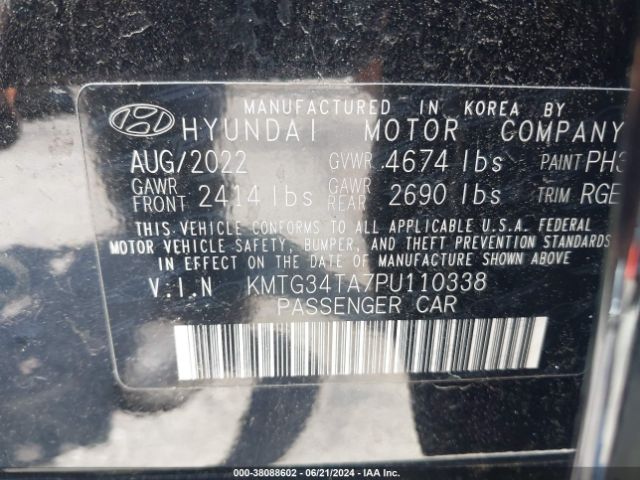 MANUFACTURED IN KOREA BY
HYUNDAI MOTOR COMPANY
AUG/2022 GVWR 4674 lbs PAINT PH3
GAWR FRONT 2414 lbs GAWR REAR 2690 lbs TRIM RGE
THIS VEHICLE CONFORMS TO ALL APPLICABLE U.S.A. FEDERAL
MOTOR VEHICLE SAFETY, BUMPER, AND THEFT PREVENTION STANDARDS
IN EFFECT ON THE DATE OF MANUFACTURE SHOWN ABOVE
V.I.N KMTG34TA7PU110338
PASSENGER CAR
000-38088602 - 06/21/2024 - IAA Inc.